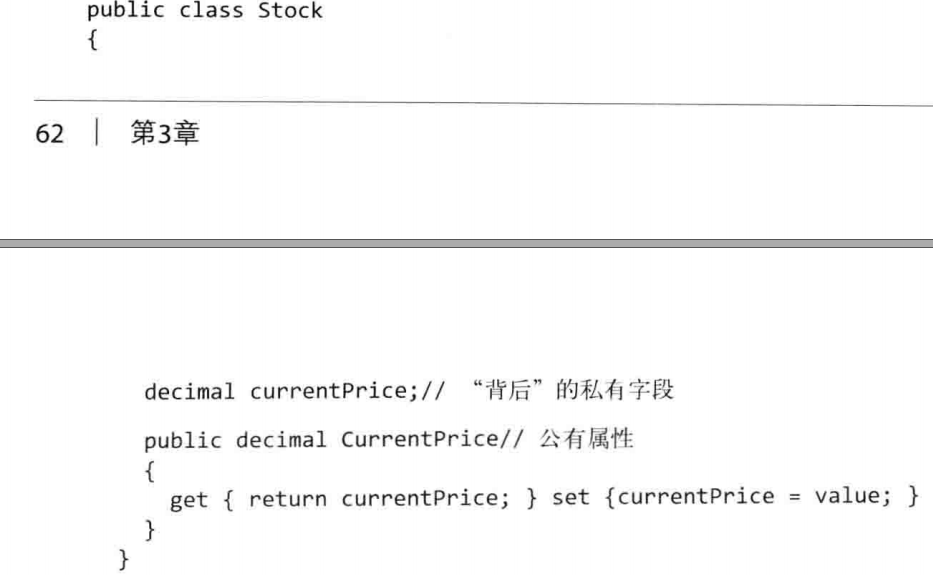 public class Stock
{
62 | 第3章
decimal currentPrice;// “背后”的私有字段
public decimal CurrentPrice// 公有属性
{
get { return currentPrice; } set {currentPrice = value; }
}
}